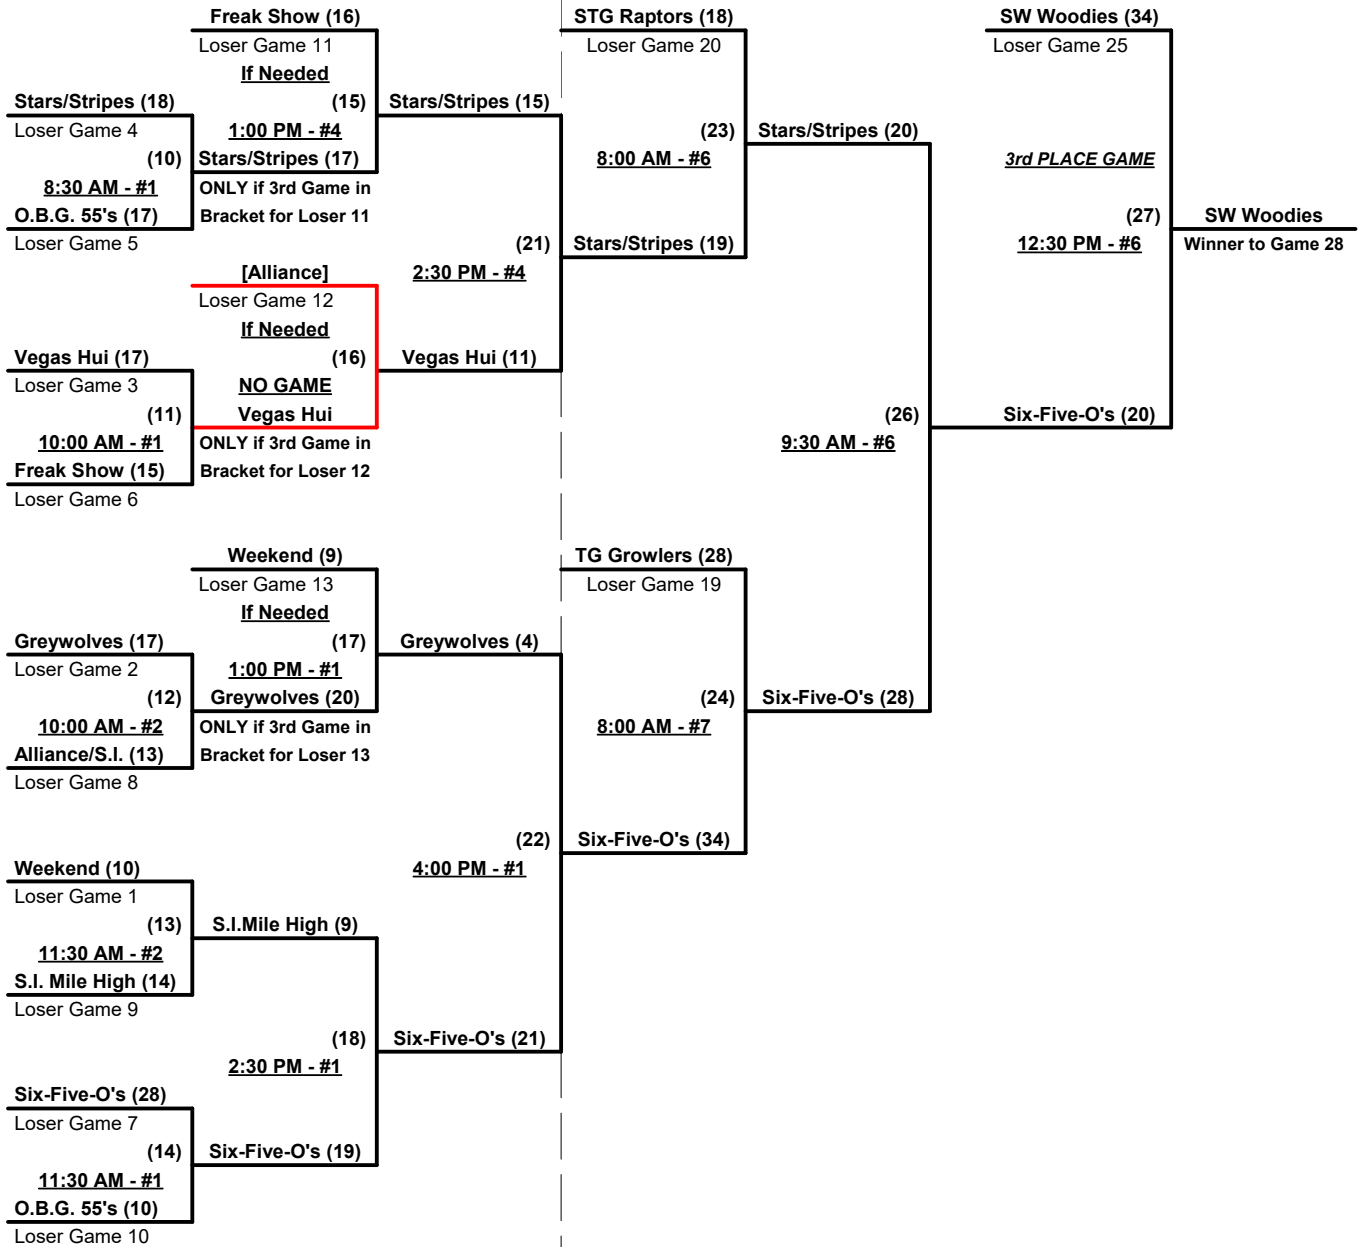 Freak Show (16)
STG Raptors (18)
SW Woodies (34)
Loser Game 11
Loser Game 20
Loser Game 25
If Needed
Stars/Stripes (18)
(15)
Stars/Stripes (15)
Loser Game 4
1:00 PM - #4
(23)
Stars/Stripes (20)
(10)
Stars/Stripes (17)
8:00 AM - #6
3rd PLACE GAME
8:30 AM - #1
ONLY if 3rd Game in
O.B.G. 55's (17)
Bracket for Loser 11
(27)
SW Woodies
Loser Game 5
(21)
Stars/Stripes (19)
12:30 PM - #6
Winner to Game 28
[Alliance]
2:30 PM - #4
Loser Game 12
If Needed
Vegas Hui (17)
(16)
Vegas Hui (11)
Loser Game 3
NO GAME
(11)
Vegas Hui
(26)
Six-Five-O's (20)
10:00 AM - #1
ONLY if 3rd Game in
9:30 AM - #6
Freak Show (15)
Bracket for Loser 12
Loser Game 6
Weekend (9)
TG Growlers (28)
Loser Game 13
Loser Game 19
If Needed
Greywolves (17)
(17)
Greywolves (4)
Loser Game 2
1:00 PM - #1
(12)
Greywolves (20)
(24)
Six-Five-O's (28)
10:00 AM - #2
ONLY if 3rd Game in
8:00 AM - #7
Alliance/S.I. (13)
Bracket for Loser 13
Loser Game 8
(22)
Six-Five-O's (34)
Weekend (10)
4:00 PM - #1
Loser Game 1
(13)
S.I.Mile High (9)
11:30 AM - #2
S.I. Mile High (14)
Loser Game 9
(18)
Six-Five-O's (21)
2:30 PM - #1
Six-Five-O's (28)
Loser Game 7
(14)
Six-Five-O's (19)
11:30 AM - #1
O.B.G. 55's (10)
Loser Game 10